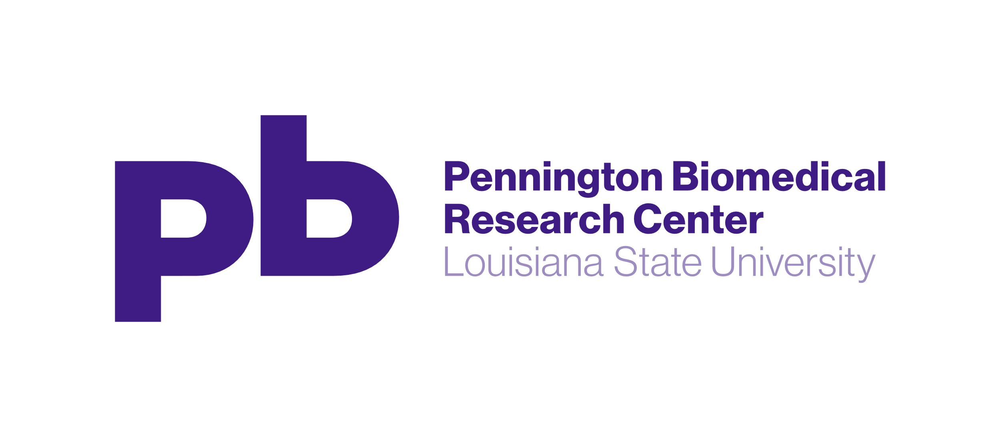 pb
Pennington Biomedical
Research Center
Louisiana State University